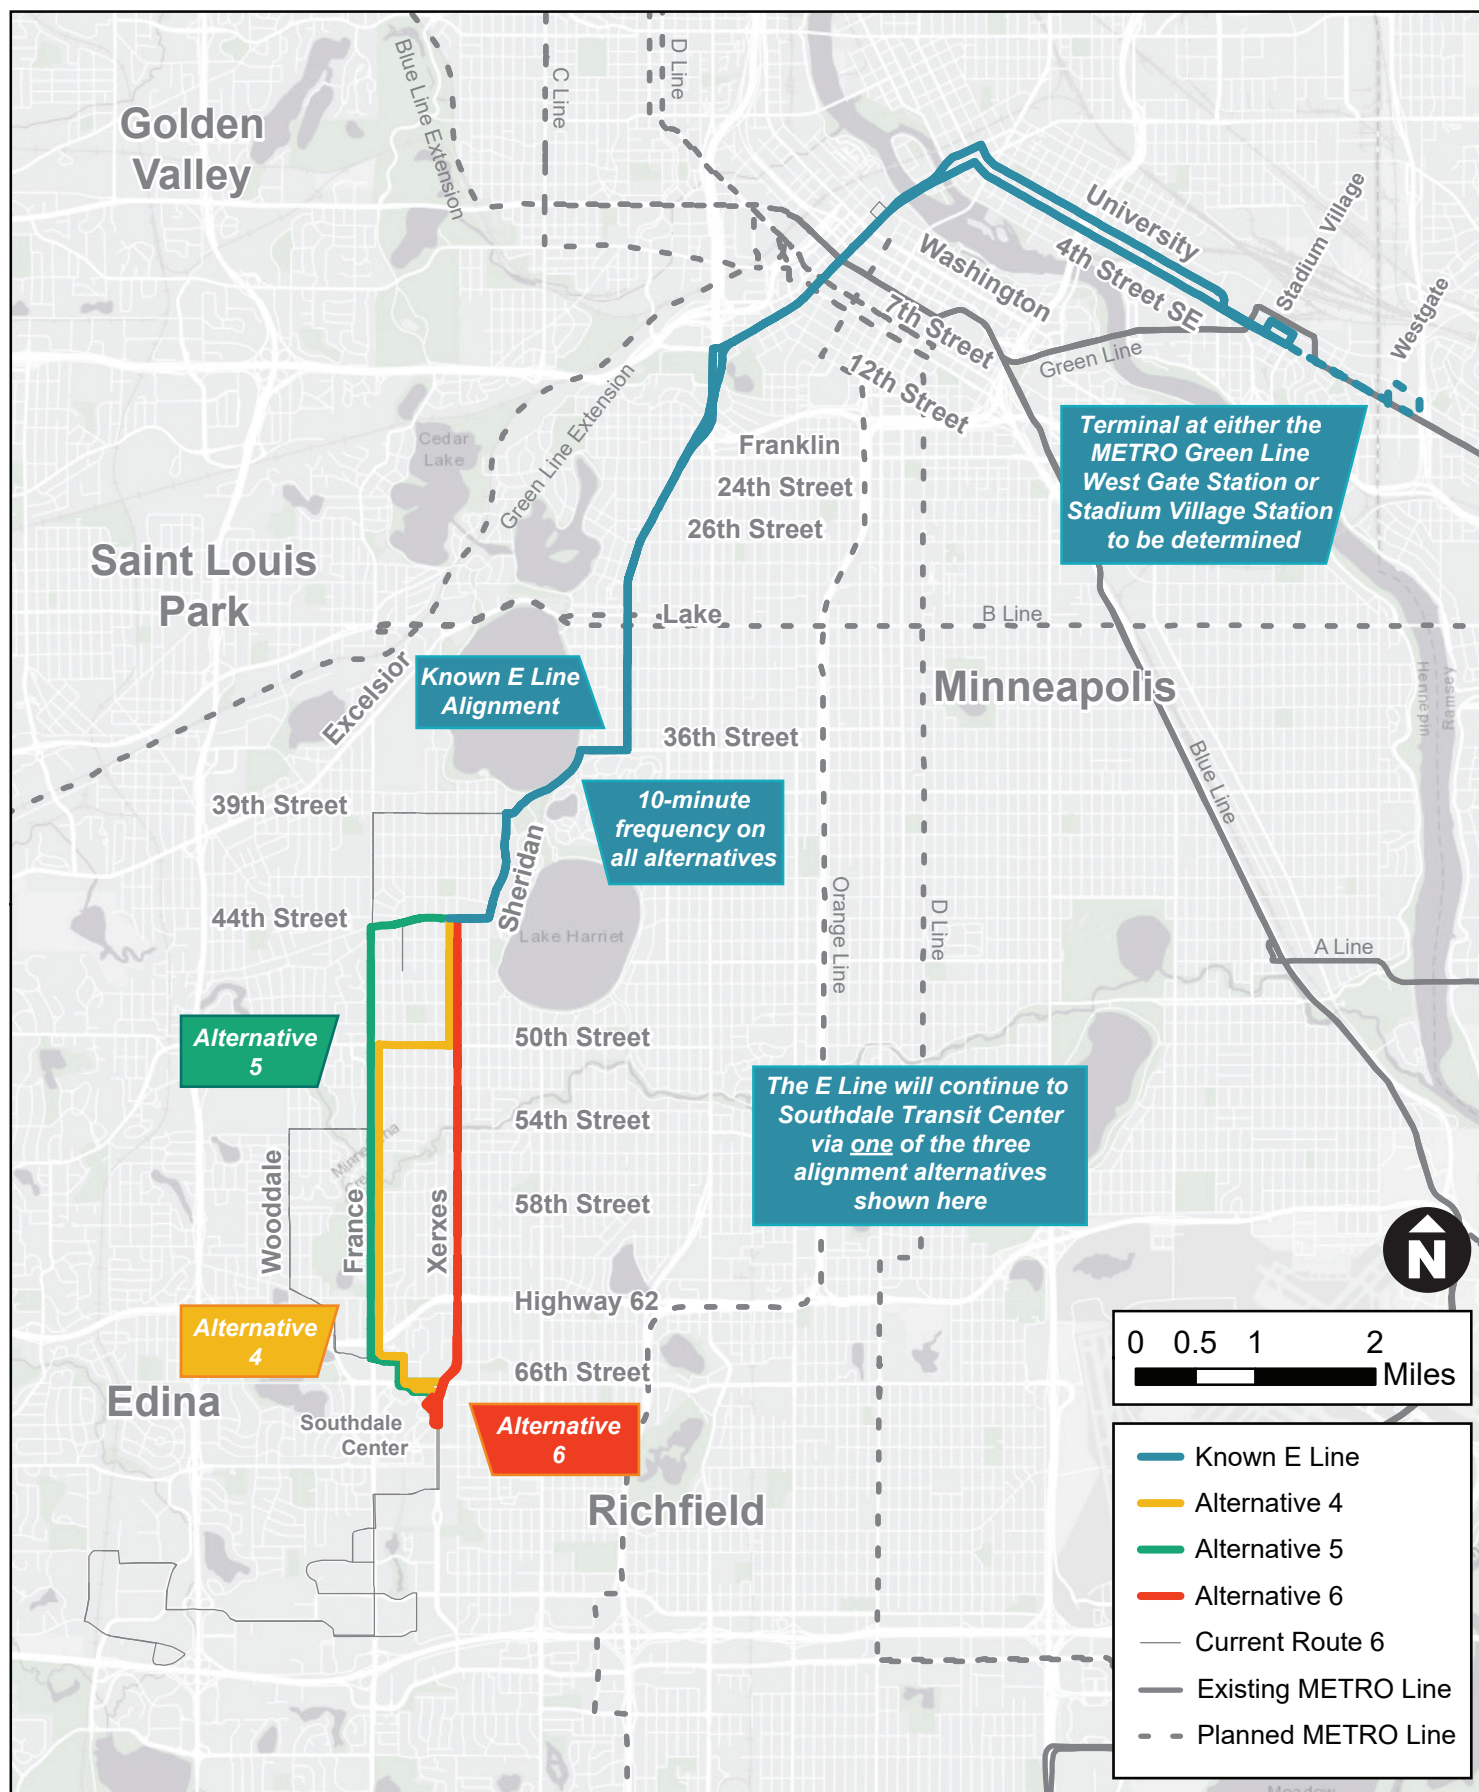 Golden
Valley
Blue Line Extension
C Line
D Line
University
4th Street SE
Washington
7th Street
12th Street
Stadium Village
Westgate
Green Line
Green Line Extension
Cedar
Lake
Franklin
24th Street
26th Street
Terminal at either the
METRO Green Line
West Gate Station or
Stadium Village Station
to be determined
Saint Louis
Park
Lake
B Line
Excelsior
Known E Line
Alignment
Minneapolis
Hennepin
Ramsey
36th Street
Blue Line
39th Street
10-minute
frequency on
all alternatives
Sheridan
44th Street
Lake Harriet
Orange Line
D Line
A Line
Alternative
5
50th Street
The E Line will continue to
Southdale Transit Center
via one of the three
alignment alternatives
shown here
54th Street
Wooddale
France
Xerxes
58th Street
N
Highway 62
Alternative
4
66th Street
Edina
Southdale
Center
Alternative
6
Richfield
0 0.5 1 2
Miles
Known E Line
Alternative 4
Alternative 5
Alternative 6
Current Route 6
Existing METRO Line
Planned METRO Line